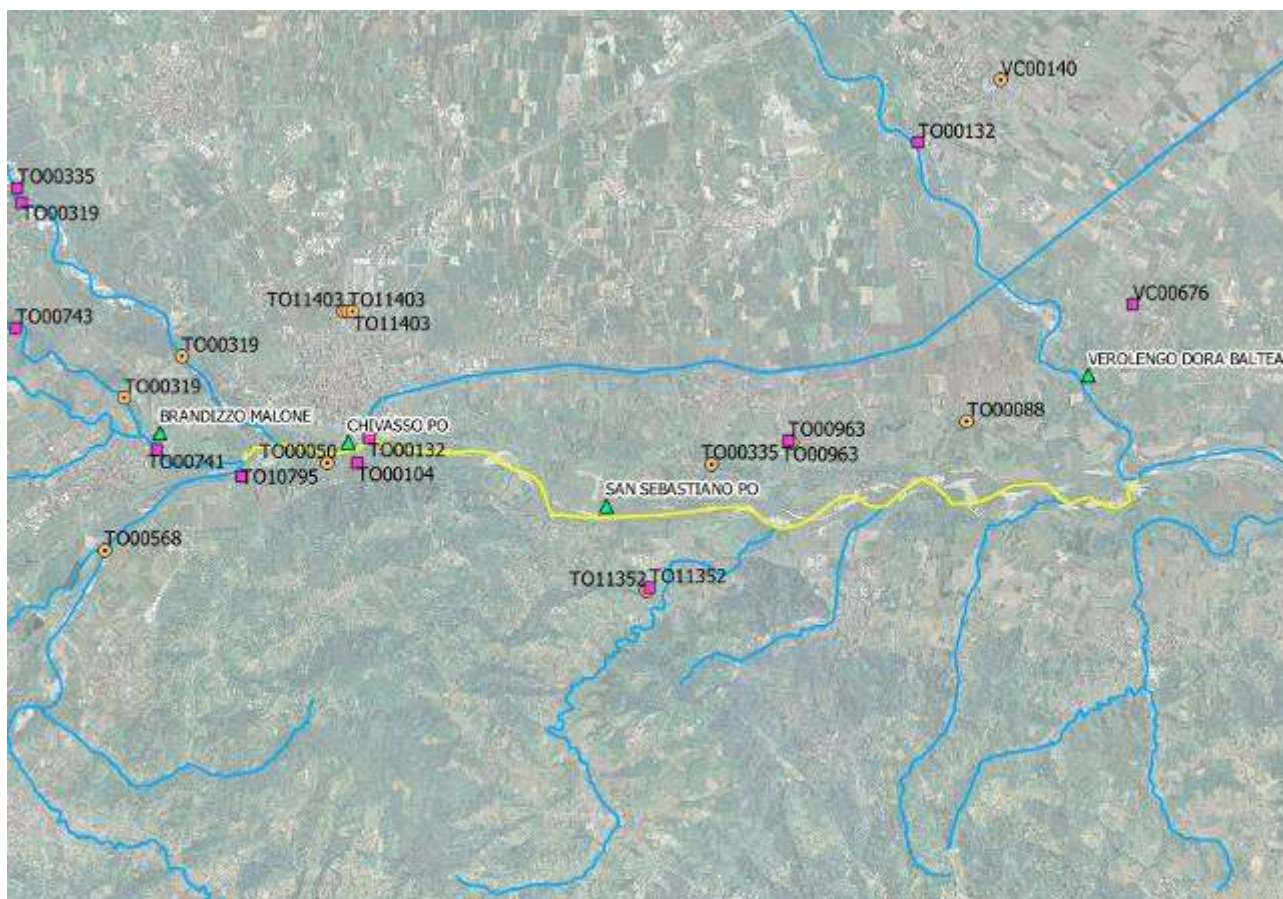 VC00140
TO00132
TO00335
TO00319
TO11403 TO11403
TO11403
VC00676
TO00743
TO00319
VEROLENGO DORA BALTEA
TO00319
BRANDIZZO MALONE
CHIVASSO PO
TO00088
TO00963
TO00132
TO00050
TO00741
TO00335
TO00963
TO10795
TO00104
SAN SEBASTIANO PO
TO00568
TO11352 TO11352